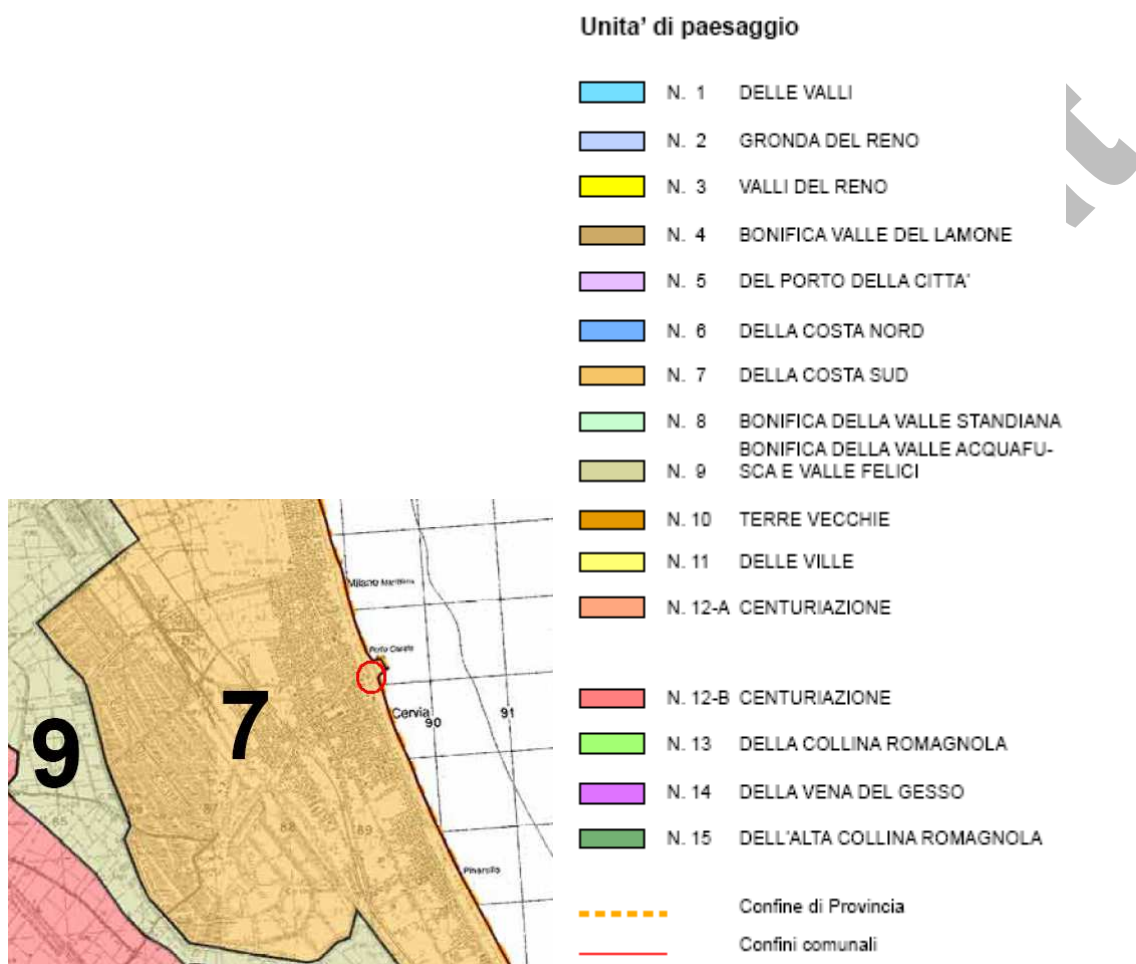 Unita' di paesaggio
N. 1 DELLE VALLI
N. 2 GRONDA DEL RENO
N. 3 VALLI DEL RENO
N. 4 BONIFICA VALLE DEL LAMONE
N. 5 DEL PORTO DELLA CITTA'
N. 6 DELLA COSTA NORD
N. 7 DELLA COSTA SUD
N. 8 BONIFICA DELLA VALLE STANDIANA
N. 9 BONIFICA DELLA VALLE ACQUAFU-
SCA E VALLE FELICI
N. 10 TERRE VECCHIE
N. 11 DELLE VILLE
N. 12-A CENTURIAZIONE
N. 12-B CENTURIAZIONE
N. 13 DELLA COLLINA ROMAGNOLA
N. 14 DELLA VENA DEL GESSO
N. 15 DELL'ALTA COLLINA ROMAGNOLA
Confine di Provincia
Confini comunali
Milano Marittima
Porto Canale
Cervia
90
91
7
9
85
88
89
Pinarella